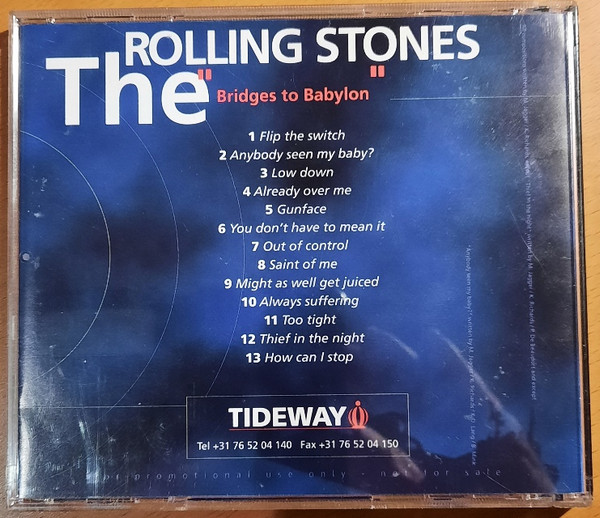 ROLLING STONES
The
"Bridges to Babylon"
1 Flip the switch
2 Anybody seen my baby?
3 Low down
4 Already over me
5 Gunface
6 You don't have to mean it
7 Out of control
8 Saint of me
9 Might as well get juiced
10 Always suffering
11 Too tight
12 Thief in the night
13 How can I stop
TIDEWAY
Tel +31 76 52 04 140 Fax +31 76 52 04 150
for promotional use only - not for sale